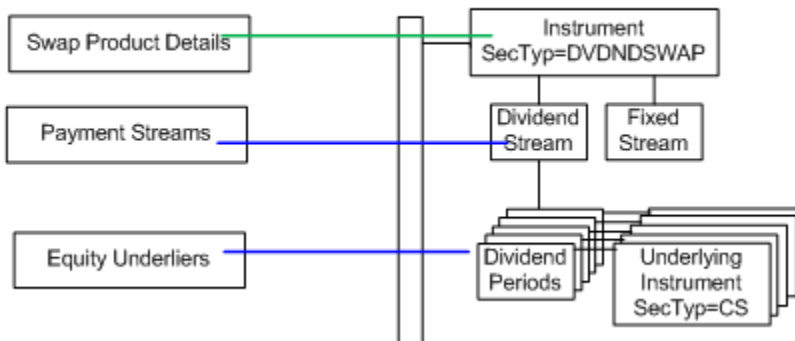 Swap Product Details
Instrument
SecTyp=DVDNDSWAP
Payment Streams
Dividend
Stream
Fixed
Stream
Equity Underliers
Dividend
Periods
Underlying
Instrument
SecTyp=CS